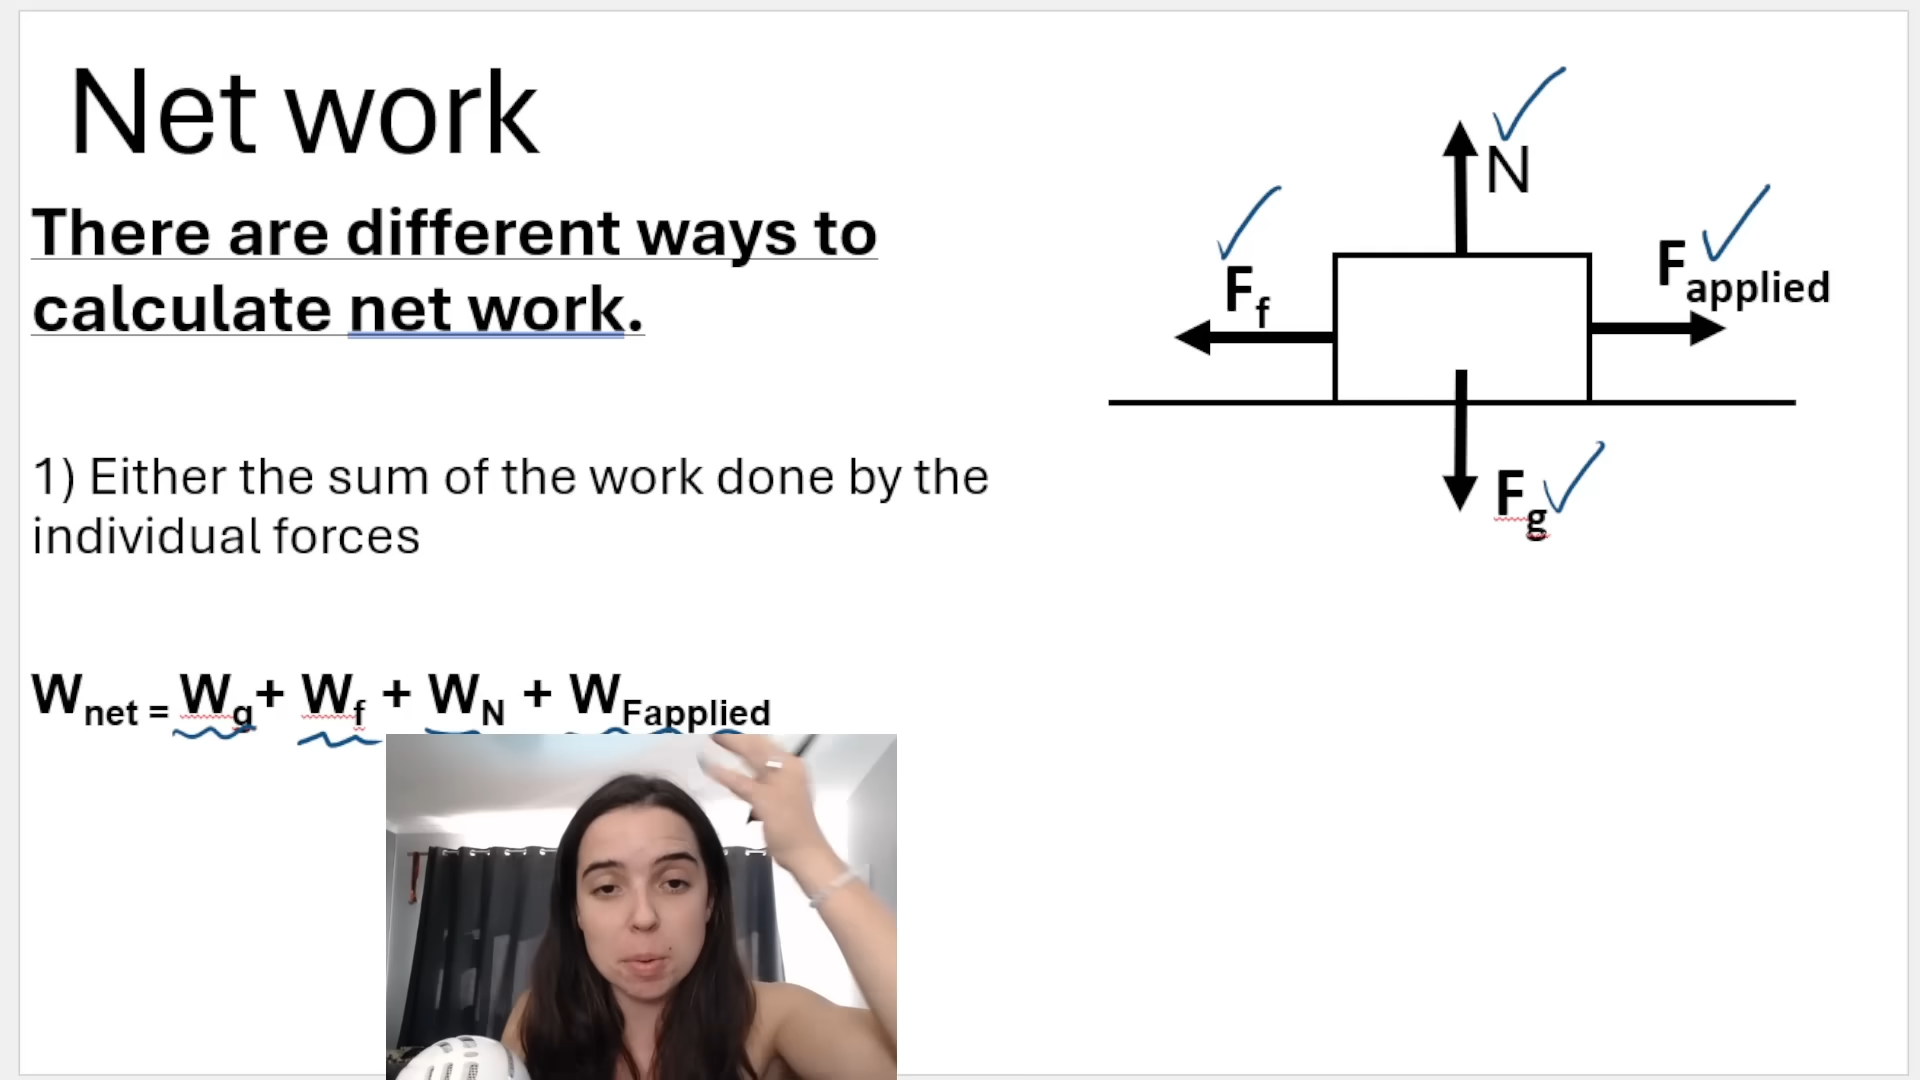 Net work
There are different ways to
calculate net work.
1) Either the sum of the work done by the
individual forces
Wnet = Wg+ Wf + WN + WFapplied
N
Ff
Fapplied
Fg